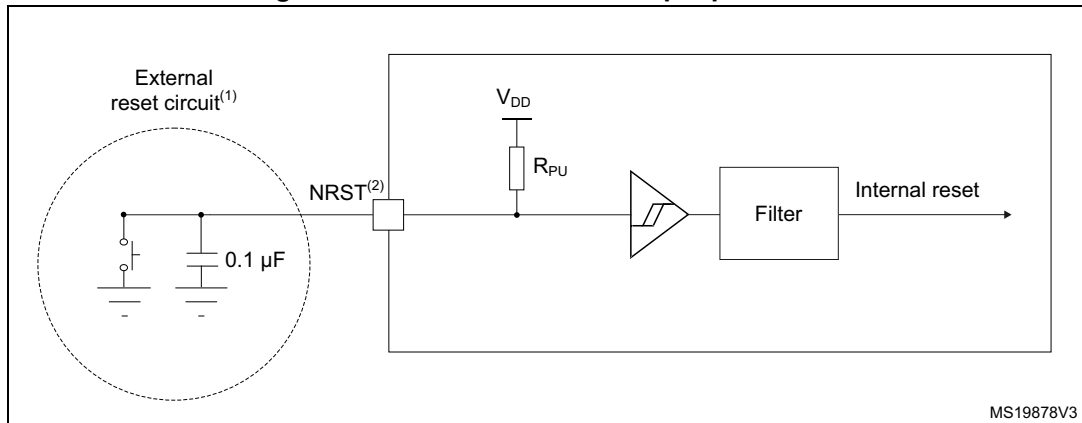 External
reset circuit(1)
VDD
RPU
NRST(2)
Filter
Internal reset
0.1 µF
MS19878V3